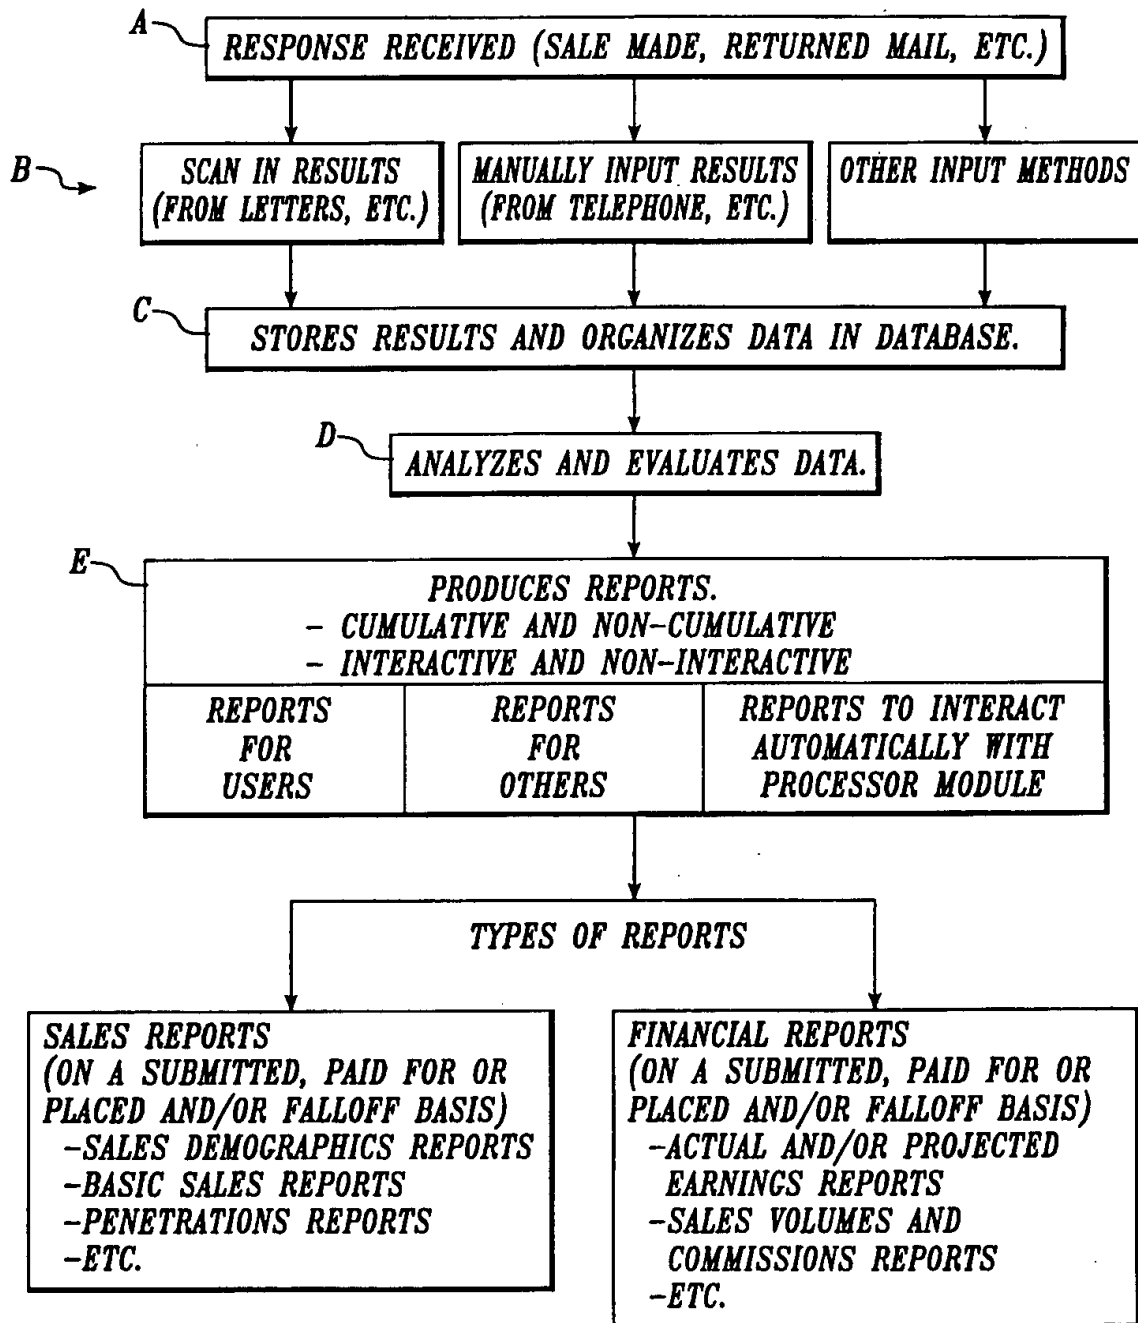 A
RESPONSE RECEIVED (SALE MADE, RETURNED MAIL, ETC.)
B
SCAN IN RESULTS
(FROM LETTERS, ETC.)
MANUALLY INPUT RESULTS
(FROM TELEPHONE, ETC.)
OTHER INPUT METHODS
C
STORES RESULTS AND ORGANIZES DATA IN DATABASE.
D
ANALYZES AND EVALUATES DATA.
E
PRODUCES REPORTS.
- CUMULATIVE AND NON-CUMULATIVE
- INTERACTIVE AND NON-INTERACTIVE
REPORTS
FOR
USERS
REPORTS
FOR
OTHERS
REPORTS TO INTERACT
AUTOMATICALLY WITH
PROCESSOR MODULE
TYPES OF REPORTS
SALES REPORTS
(ON A SUBMITTED, PAID FOR OR
PLACED AND/OR FALLOFF BASIS)
-SALES DEMOGRAPHICS REPORTS
-BASIC SALES REPORTS
-PENETRATIONS REPORTS
-ETC.
FINANCIAL REPORTS
(ON A SUBMITTED, PAID FOR OR
PLACED AND/OR FALLOFF BASIS)
-ACTUAL AND/OR PROJECTED
EARNINGS REPORTS
-SALES VOLUMES AND
COMMISSIONS REPORTS
-ETC.